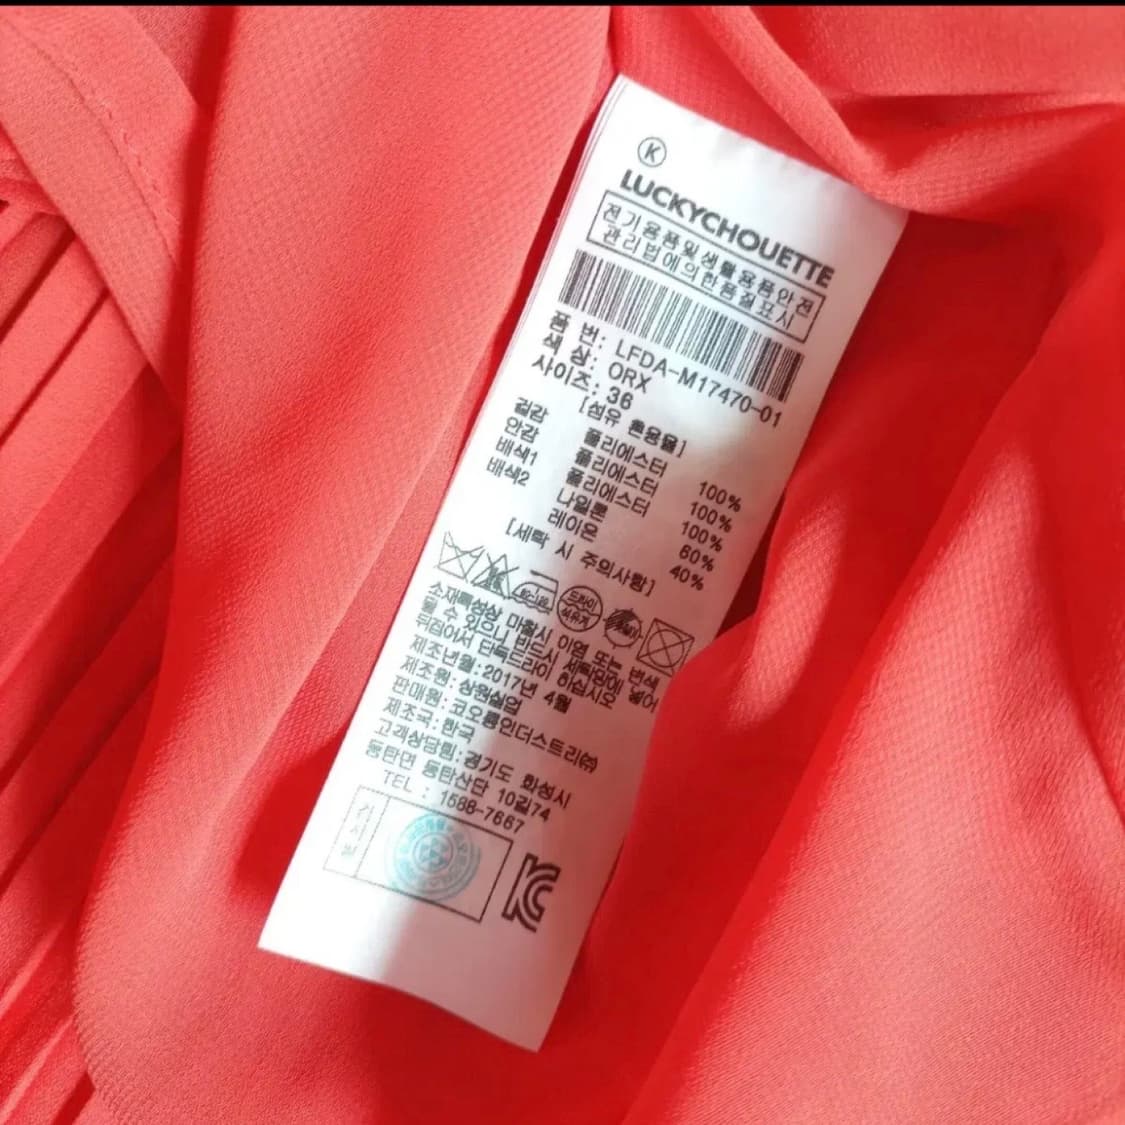 K
LUCKYCHOUETTE
전기용품및생활용품안전
관리법에의한품질표시
품 번: LFDA-M17470-01
색 상: ORX
사이즈: 36
[섬유 혼용율]
겉감 폴리에스터 100%
안감 폴리에스터 100%
배색1 폴리에스터 100%
배색2 나일론 60%
레이온 40%
[세탁 시 주의사항]
드라이
석유계
소재특성상 마찰시 이염 또는 변색
될 수 있으니 반드시 세탁망에 넣어
뒤집어서 단독드라이 하십시오
제조년월:2017년 4월
제조원:상원실업
판매원:코오롱인더스트리㈜
제조국:한국
고객상담팀:경기도 화성시
동탄면 동탄산단 10길74
TEL : 1588-7667
KC